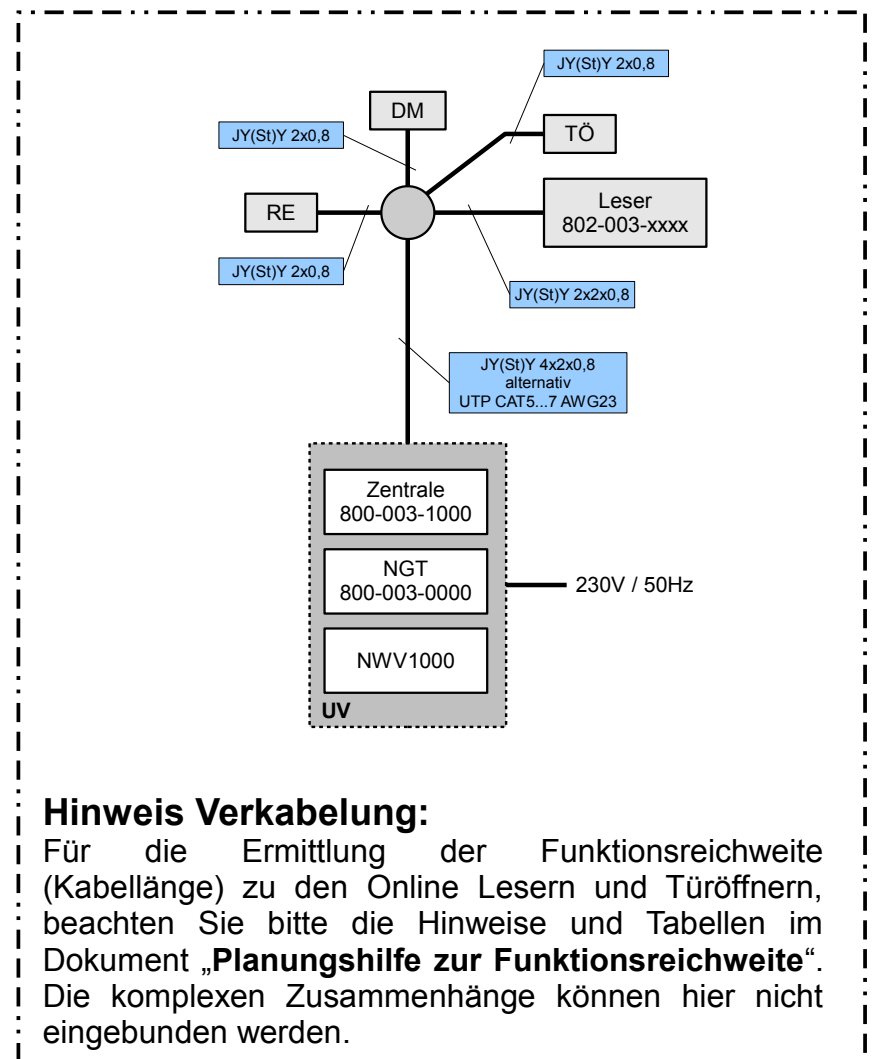 JY(St)Y 2x0,8
DM
JY(St)Y 2x0,8
TÖ
RE
Leser
802-003-xxxx
JY(St)Y 2x0,8
JY(St)Y 2x2x0,8
JY(St)Y 4x2x0,8
alternativ
UTP CAT5...7 AWG23
Zentrale
800-003-1000
NGT
800-003-0000
230V / 50Hz
NWV1000
UV
Hinweis Verkabelung:
Für die Ermittlung der Funktionsreichweite
(Kabellänge) zu den Online Lesern und Türöffnern,
beachten Sie bitte die Hinweise und Tabellen im
Dokument „Planungshilfe zur Funktionsreichweite“.
Die komplexen Zusammenhänge können hier nicht
eingebunden werden.